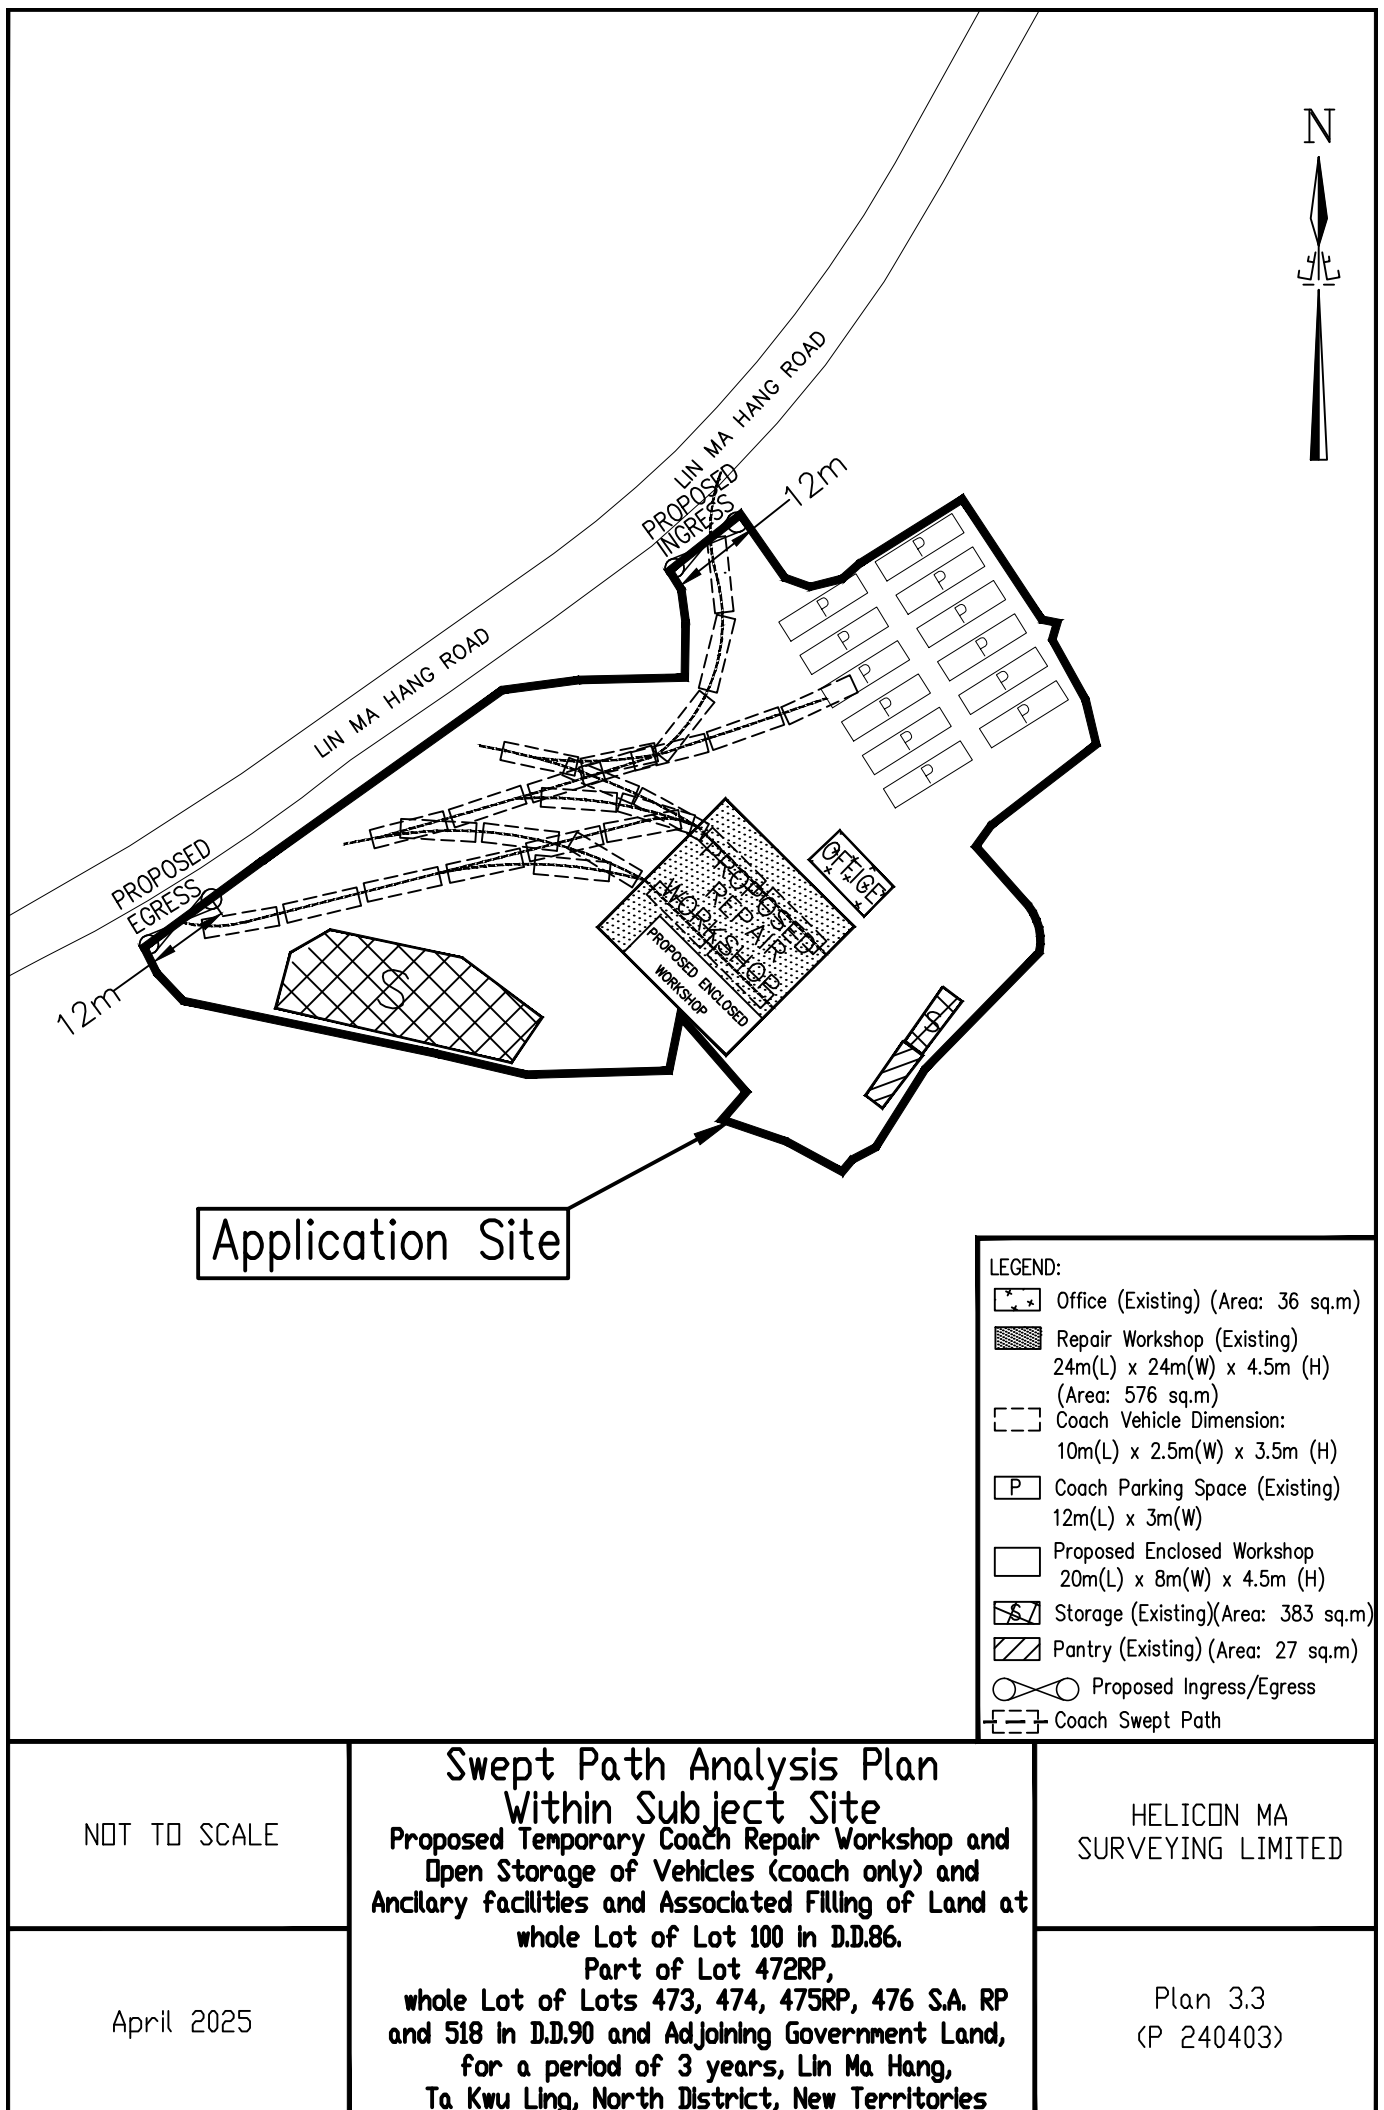 N
LIN MA HANG ROAD
12m
PROPOSED
INGRESS
P
P
P
P
P
P
P
P
P
P
P
P
LIN MA HANG ROAD
PROPOSED
EGRESS
12m
OFFICE
PROPOSED
REPAIR
WORKSHOP
PROPOSED ENCLOSED
WORKSHOP
S
S
Application Site
LEGEND:
Office (Existing) (Area: 36 sq.m)
Repair Workshop (Existing)
24m(L) x 24m(W) x 4.5m (H)
(Area: 576 sq.m)
Coach Vehicle Dimension:
10m(L) x 2.5m(W) x 3.5m (H)
P Coach Parking Space (Existing)
12m(L) x 3m(W)
Proposed Enclosed Workshop
20m(L) x 8m(W) x 4.5m (H)
S Storage (Existing)(Area: 383 sq.m)
Pantry (Existing) (Area: 27 sq.m)
Proposed Ingress/Egress
Coach Swept Path
NOT TO SCALE
April 2025
Swept Path Analysis Plan
Within Subject Site
Proposed Temporary Coach Repair Workshop and
Open Storage of Vehicles (coach only) and
Ancilary facilities and Associated Filling of Land at
whole Lot of Lot 100 in D.D.86.
Part of Lot 472RP,
whole Lot of Lots 473, 474, 475RP, 476 S.A. RP
and 518 in D.D.90 and Adjoining Government Land,
for a period of 3 years, Lin Ma Hang,
Ta Kwu Ling, North District, New Territories
HELICON MA
SURVEYING LIMITED
Plan 3.3
(P 240403)